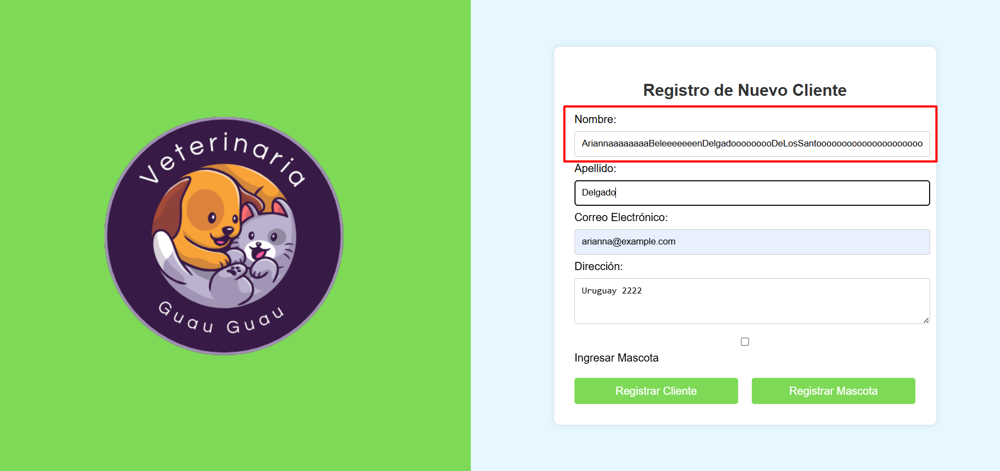 Veterinaria
Guau Guau
Registro de Nuevo Cliente
Nombre:
AriannaaaaaaaaBeleeeeeeenDelgadooooooooDeLosSantooooooooooooooooooooo
Apellido:
Delgado
Correo Electrónico:
arianna@example.com
Dirección:
Uruguay 2222
Ingresar Mascota
Registrar Cliente
Registrar Mascota